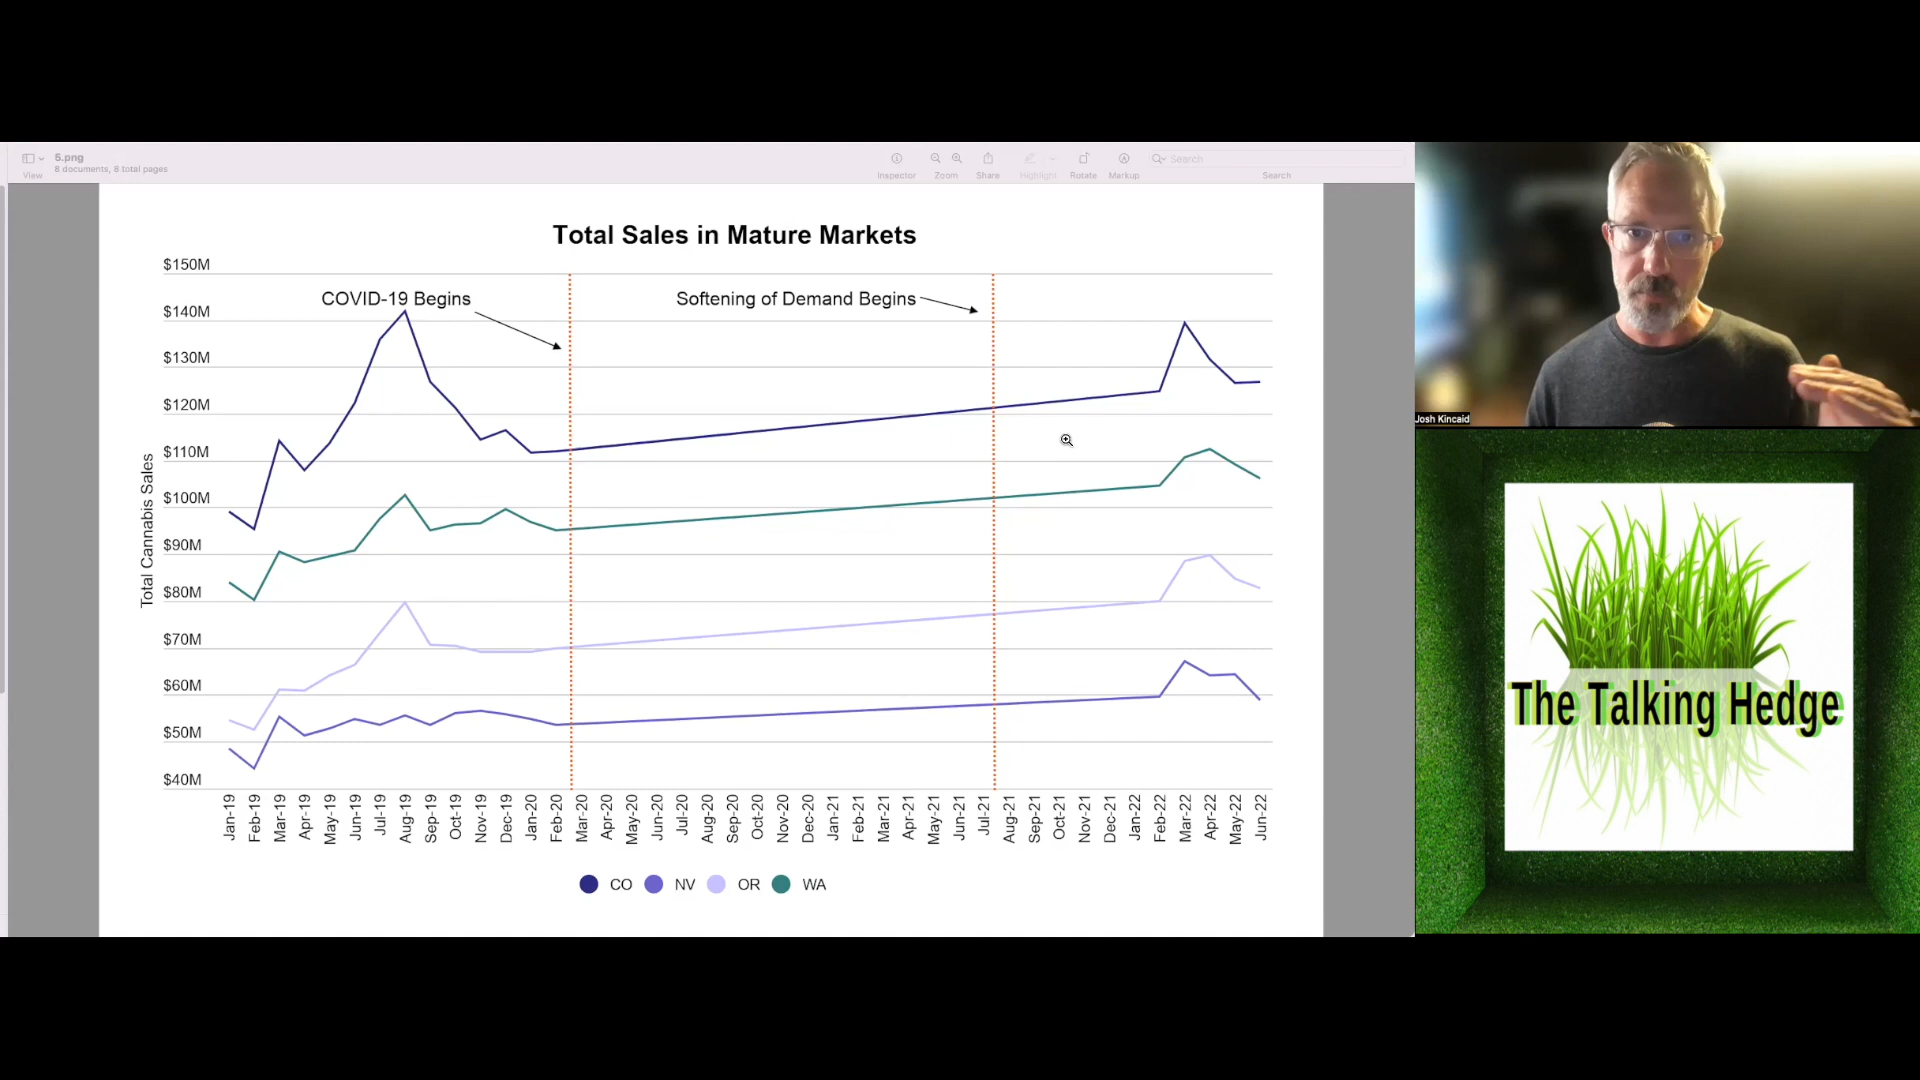 5.png
8 documents, 8 total pages
View
Inspector
Zoom
Share
Highlight
Rotate
Markup
Search
Search
Total Sales in Mature Markets
$150M
$140M
$130M
$120M
$110M
$100M
$90M
$80M
$70M
$60M
$50M
$40M
Total Cannabis Sales
COVID-19 Begins
Softening of Demand Begins
Jan-19
Feb-19
Mar-19
Apr-19
May-19
Jun-19
Jul-19
Aug-19
Sep-19
Oct-19
Nov-19
Dec-19
Jan-20
Feb-20
Mar-20
Apr-20
May-20
Jun-20
Jul-20
Aug-20
Sep-20
Oct-20
Nov-20
Dec-20
Jan-21
Feb-21
Mar-21
Apr-21
May-21
Jun-21
Jul-21
Aug-21
Sep-21
Oct-21
Nov-21
Dec-21
Jan-22
Feb-22
Mar-22
Apr-22
May-22
Jun-22
CO NV OR WA
Josh Kincaid
The Talking Hedge